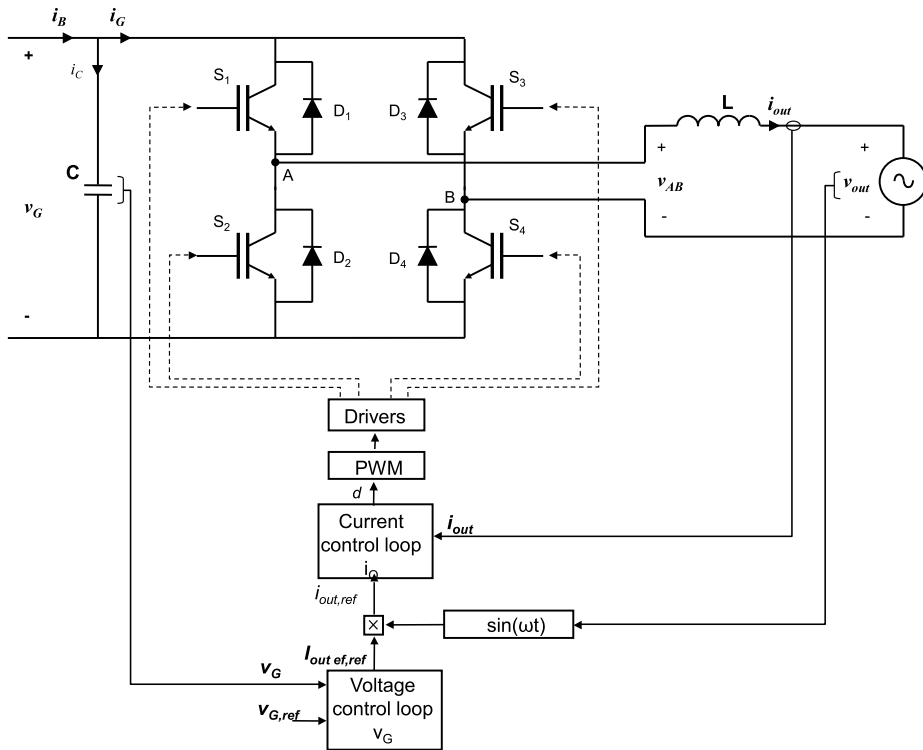 i_B i_G
+
i_C
S_1
D_1
D_3
S_3
L
i_out
A
+
+
C
v_G
B
v_AB
v_out
S_2
D_2
D_4
S_4
-
-
-
Drivers
PWM
d
Current
control loop
i_O
i_out
i_out,ref
×
sin(ωt)
I_out ef,ref
v_G
Voltage
control loop
v_G
v_G,ref